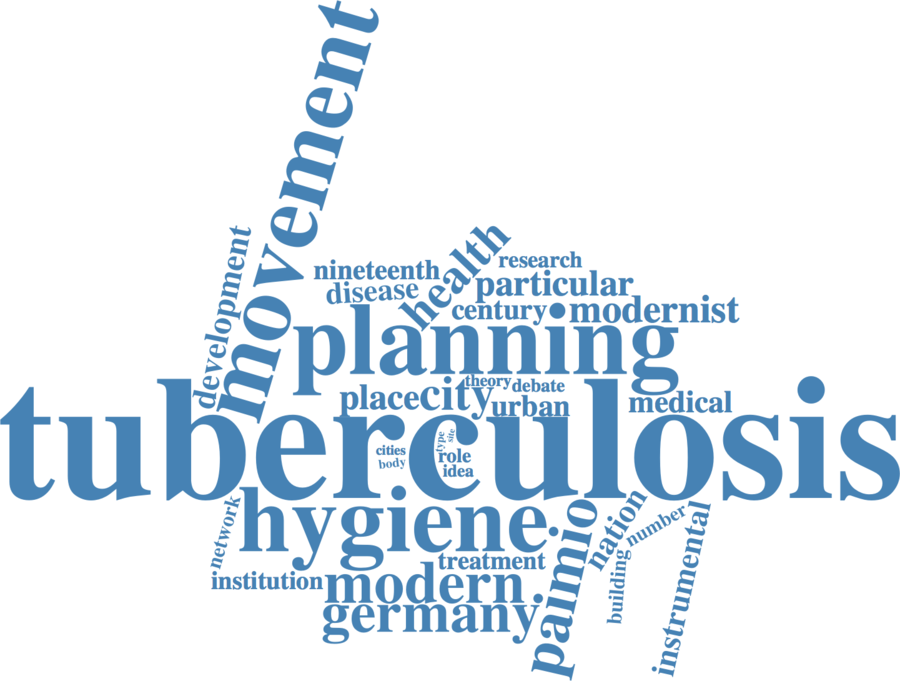 movement
development
health
nineteenth
research
disease
particular
century
modernist
planning
theory
debate
place
city
urban
medical
tuberculosis
type
site
cities
role
body
idea
network
hygiene
paimio
nation
number
treatment
building
instrumental
institution
modern
germany